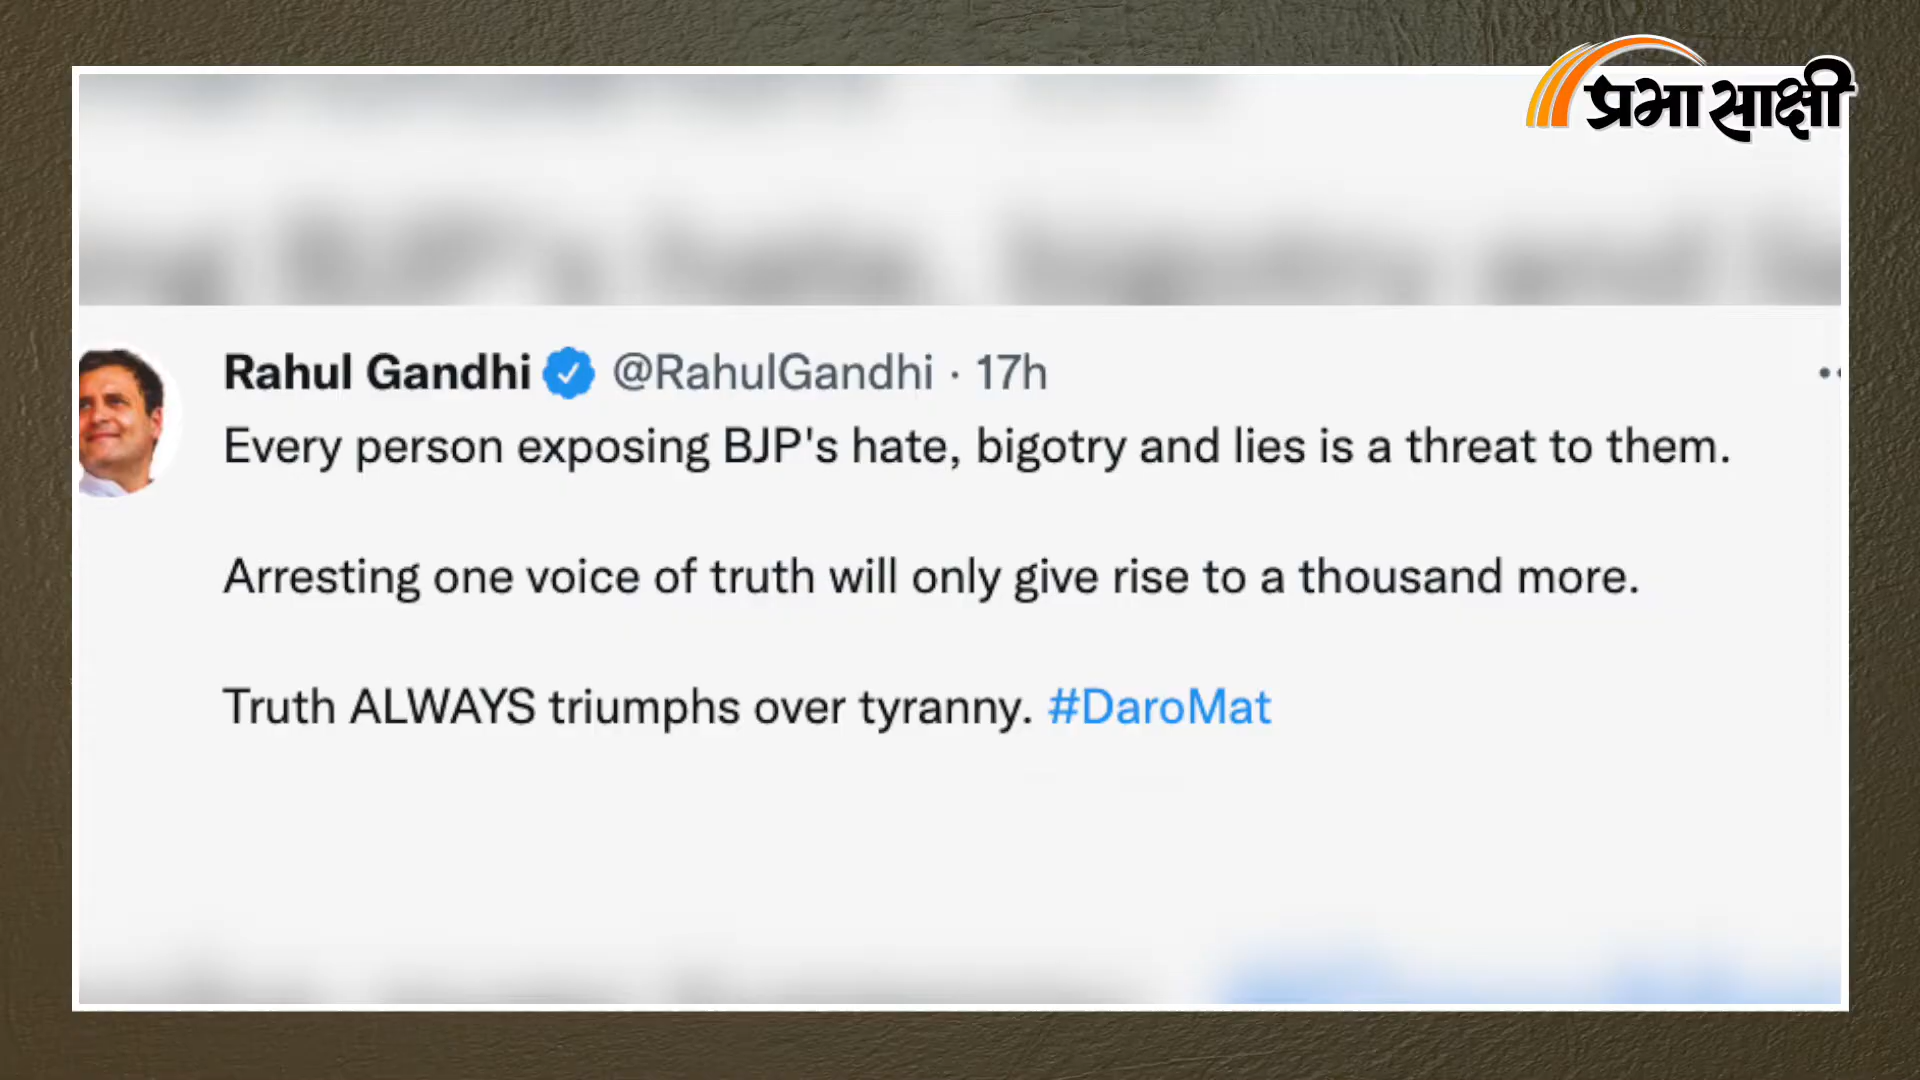 प्रभासाक्षी
Rahul Gandhi @RahulGandhi · 17h
Every person exposing BJP's hate, bigotry and lies is a threat to them.
Arresting one voice of truth will only give rise to a thousand more.
Truth ALWAYS triumphs over tyranny. #DaroMat